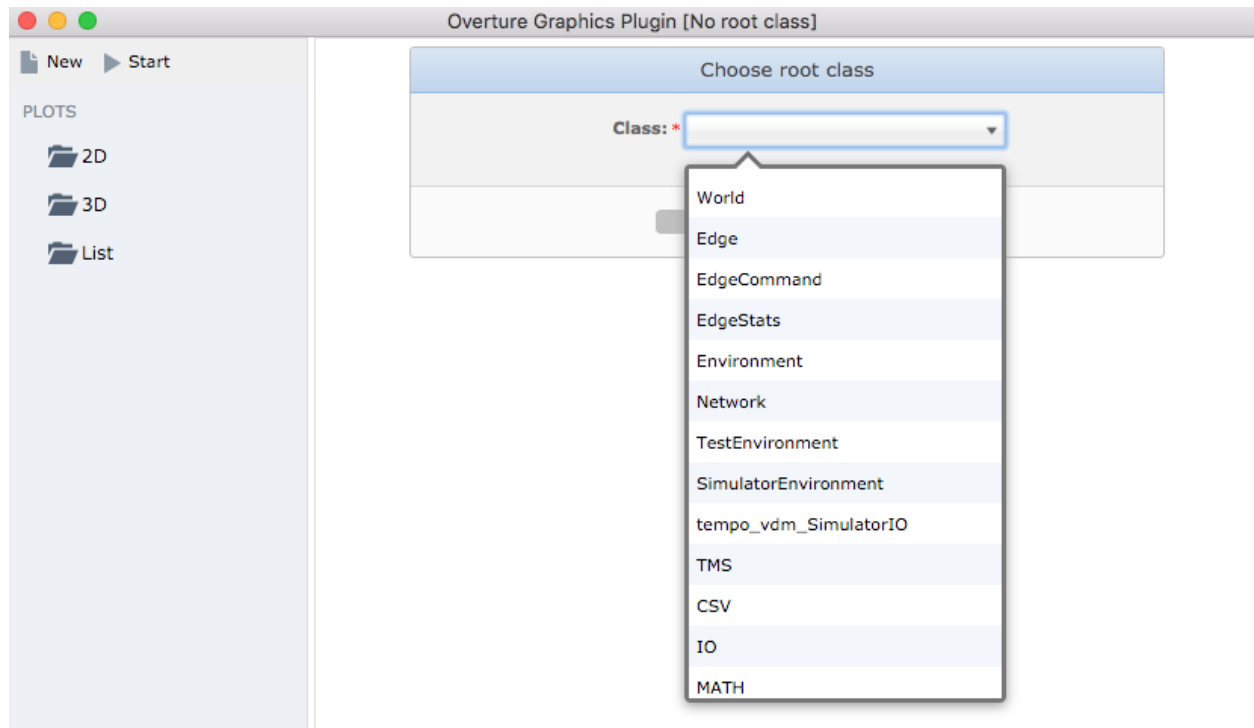 Overture Graphics Plugin [No root class]
New Start
PLOTS
2D
3D
List
Choose root class
Class: *
World
Edge
EdgeCommand
EdgeStats
Environment
Network
TestEnvironment
SimulatorEnvironment
tempo_vdm_SimulatorIO
TMS
CSV
IO
MATH